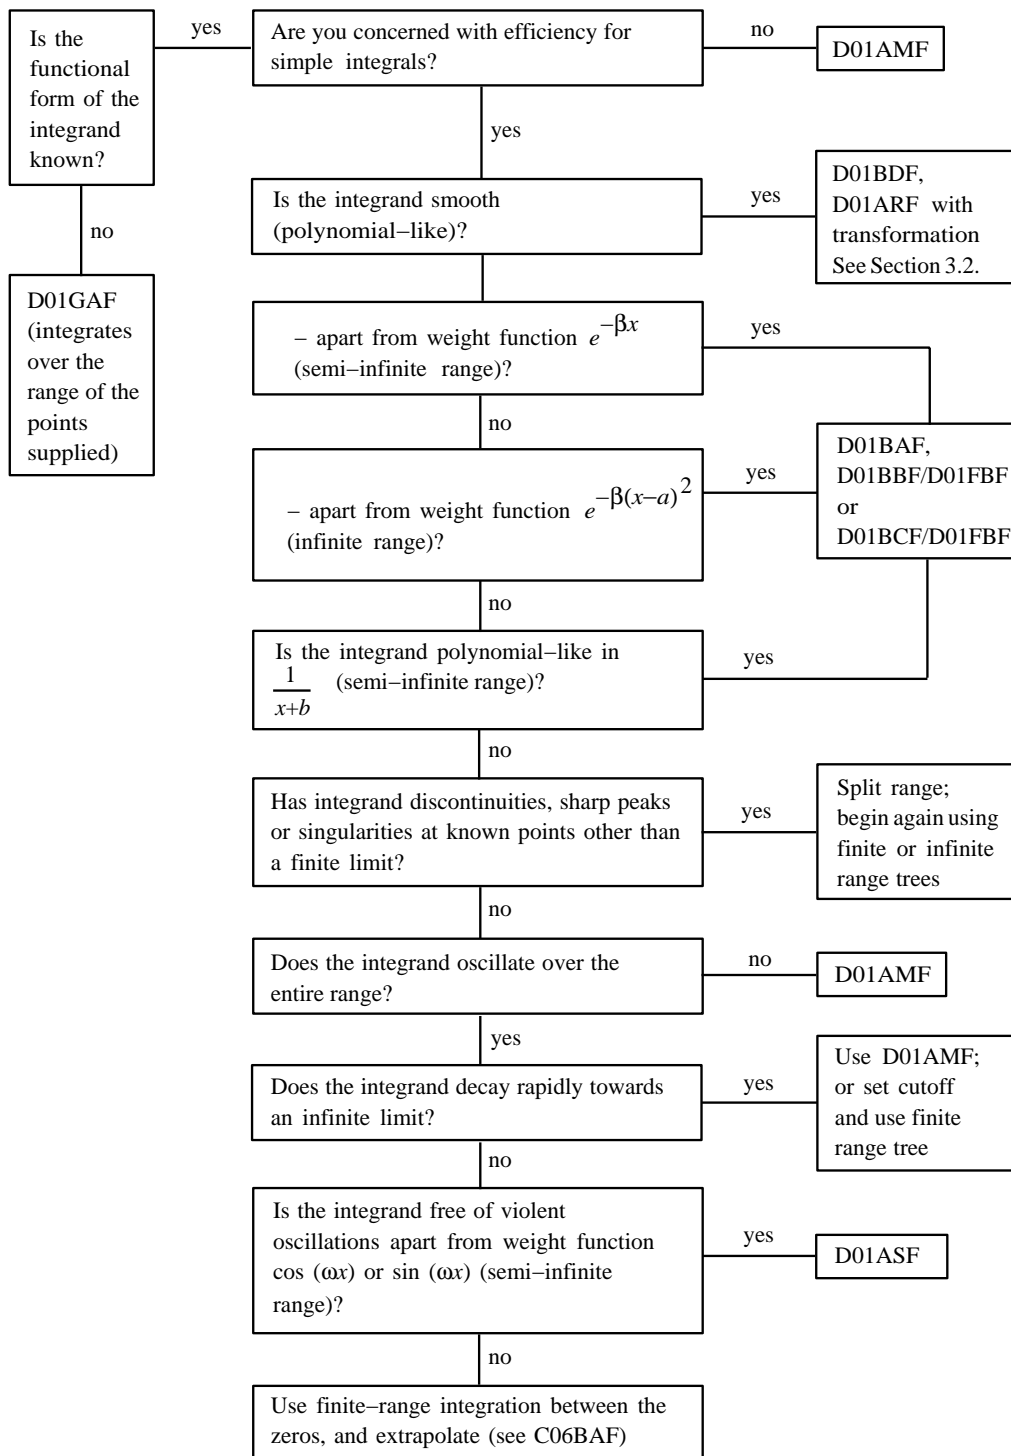 Is the
functional
form of the
integrand
known?
yes
Are you concerned with efficiency for
simple integrals?
no
D01AMF
yes
no
Is the integrand smooth
(polynomial–like)?
yes
D01BDF,
D01ARF with
transformation
See Section 3.2.
D01GAF
(integrates
over the
range of the
points
supplied)
– apart from weight function e^{–βx}
(semi–infinite range)?
yes
no
– apart from weight function e^{–β(x–a)^2}
(infinite range)?
yes
D01BAF,
D01BBF/D01FBF
or
D01BCF/D01FBF
no
Is the integrand polynomial–like in
1/(x+b) (semi–infinite range)?
yes
no
Has integrand discontinuities, sharp peaks
or singularities at known points other than
a finite limit?
yes
Split range;
begin again using
finite or infinite
range trees
no
Does the integrand oscillate over the
entire range?
no
D01AMF
yes
Does the integrand decay rapidly towards
an infinite limit?
yes
Use D01AMF;
or set cutoff
and use finite
range tree
no
Is the integrand free of violent
oscillations apart from weight function
cos (ωx) or sin (ωx) (semi–infinite
range)?
yes
D01ASF
no
Use finite–range integration between the
zeros, and extrapolate (see C06BAF)